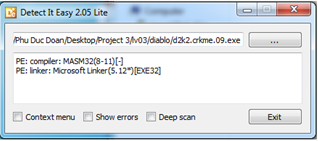 Detect It Easy 2.05 Lite
/Phu Duc Doan/Desktop/Project 3/lv03/diablo/d2k2.crkme.09.exe
...
PE: compiler: MASM32(8-11)[-]
PE: linker: Microsoft Linker(5.12*)[EXE32]
Context menu Show errors Deep scan Exit